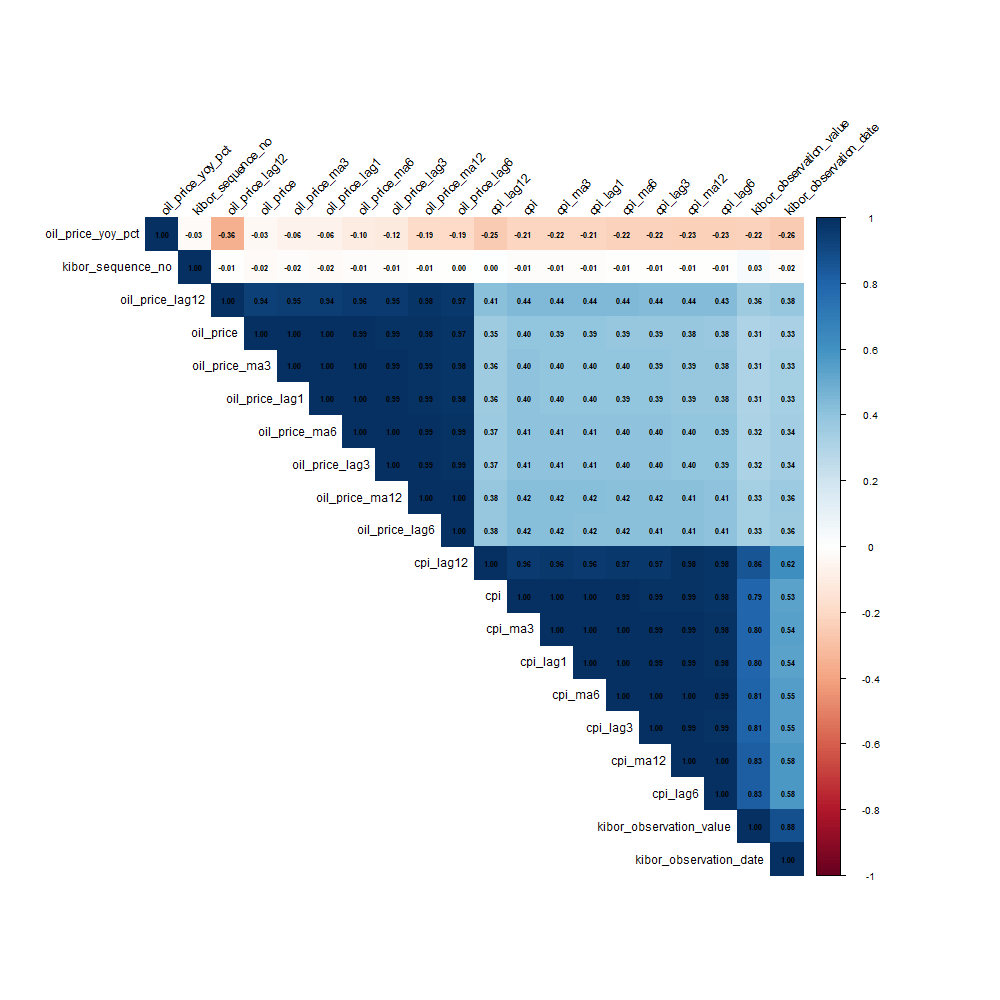 oil_price_yoy_pct
kibor_sequence_no
oil_price_lag12
oil_price
oil_price_ma3
oil_price_lag1
oil_price_ma6
oil_price_lag3
oil_price_ma12
oil_price_lag6
cpi_lag12
cpi
cpi_ma3
cpi_lag1
cpi_ma6
cpi_lag3
cpi_ma12
cpi_lag6
kibor_observation_value
kibor_observation_date
oil_price_yoy_pct 1.00 -0.03 -0.36 -0.03 -0.06 -0.06 -0.10 -0.12 -0.19 -0.19 -0.25 -0.21 -0.22 -0.21 -0.22 -0.22 -0.23 -0.23 -0.22 -0.26
kibor_sequence_no 1.00 -0.01 -0.02 -0.02 -0.02 -0.01 -0.01 -0.01 0.00 0.00 -0.01 -0.01 -0.01 -0.01 -0.01 -0.01 -0.01 0.03 -0.02
oil_price_lag12 1.00 0.94 0.95 0.94 0.96 0.95 0.98 0.97 0.41 0.44 0.44 0.44 0.44 0.44 0.44 0.43 0.36 0.38
oil_price 1.00 1.00 1.00 0.99 0.99 0.98 0.97 0.35 0.40 0.39 0.39 0.39 0.39 0.38 0.38 0.31 0.33
oil_price_ma3 1.00 1.00 1.00 0.99 0.99 0.98 0.36 0.40 0.40 0.40 0.40 0.39 0.39 0.38 0.31 0.33
oil_price_lag1 1.00 1.00 0.99 0.99 0.98 0.36 0.40 0.40 0.40 0.39 0.39 0.39 0.38 0.31 0.33
oil_price_ma6 1.00 1.00 0.99 0.99 0.37 0.41 0.41 0.41 0.40 0.40 0.40 0.39 0.32 0.34
oil_price_lag3 1.00 0.99 0.99 0.37 0.41 0.41 0.41 0.40 0.40 0.40 0.39 0.32 0.34
oil_price_ma12 1.00 1.00 0.38 0.42 0.42 0.42 0.42 0.42 0.41 0.41 0.33 0.36
oil_price_lag6 1.00 0.38 0.42 0.42 0.42 0.42 0.41 0.41 0.41 0.33 0.36
cpi_lag12 1.00 0.96 0.96 0.96 0.97 0.97 0.98 0.98 0.86 0.62
cpi 1.00 1.00 1.00 0.99 0.99 0.99 0.98 0.79 0.53
cpi_ma3 1.00 1.00 1.00 0.99 0.99 0.98 0.80 0.54
cpi_lag1 1.00 1.00 0.99 0.99 0.98 0.80 0.54
cpi_ma6 1.00 1.00 1.00 0.99 0.81 0.55
cpi_lag3 1.00 0.99 0.99 0.81 0.55
cpi_ma12 1.00 1.00 0.83 0.58
cpi_lag6 1.00 0.83 0.58
kibor_observation_value 1.00 0.88
kibor_observation_date 1.00
1
0.8
0.6
0.4
0.2
0
-0.2
-0.4
-0.6
-0.8
-1